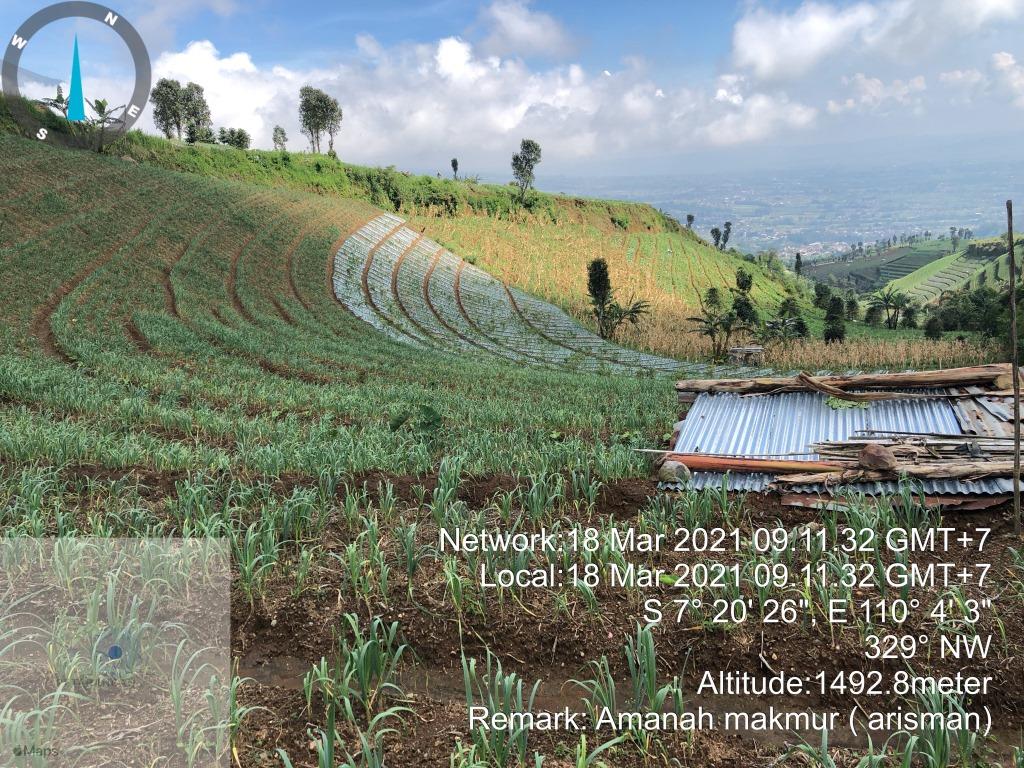 N
W
E
S
Network:18 Mar 2021 09.11.32 GMT+7
Local:18 Mar 2021 09.11.32 GMT+7
S 7° 20' 26", E 110° 4' 3"
329° NW
Altitude:1492.8meter
Remark: Amanah makmur ( arisman)
Maps